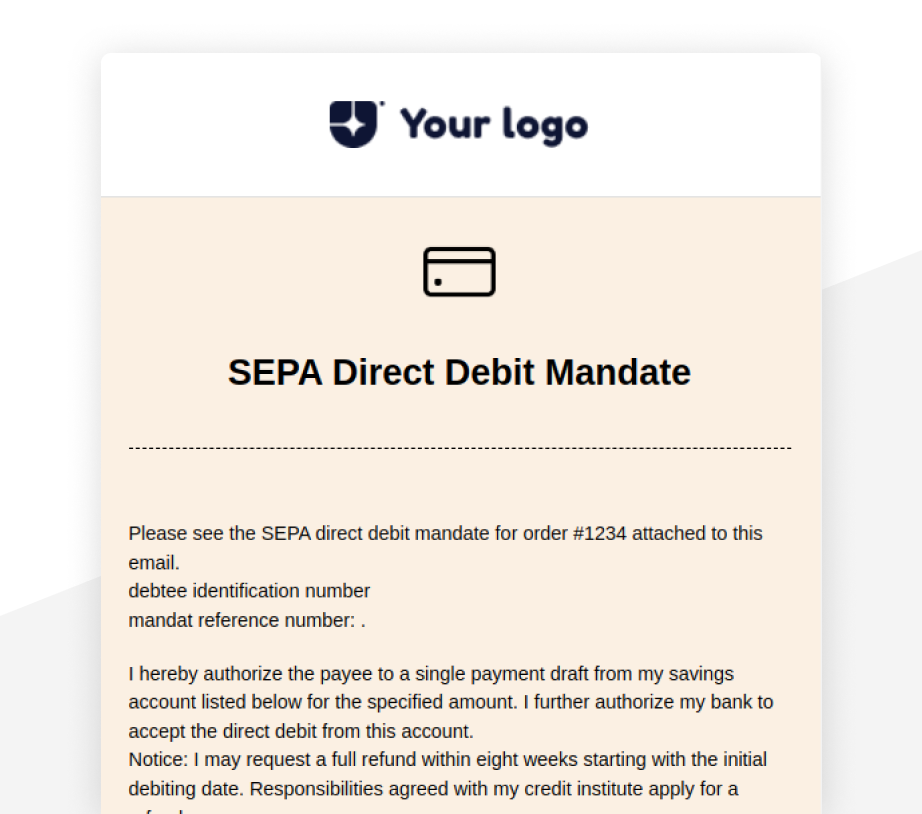 Your logo
SEPA Direct Debit Mandate
Please see the SEPA direct debit mandate for order #1234 attached to this
email.
debtee identification number
mandat reference number: .
I hereby authorize the payee to a single payment draft from my savings
account listed below for the specified amount. I further authorize my bank to
accept the direct debit from this account.
Notice: I may request a full refund within eight weeks starting with the initial
debiting date. Responsibilities agreed with my credit institute apply for a